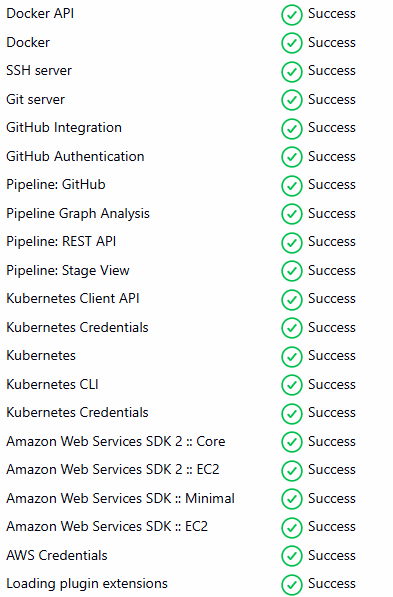 Docker API Success
Docker Success
SSH server Success
Git server Success
GitHub Integration Success
GitHub Authentication Success
Pipeline: GitHub Success
Pipeline Graph Analysis Success
Pipeline: REST API Success
Pipeline: Stage View Success
Kubernetes Client API Success
Kubernetes Credentials Success
Kubernetes Success
Kubernetes CLI Success
Kubernetes Credentials Success
Amazon Web Services SDK 2 :: Core Success
Amazon Web Services SDK 2 :: EC2 Success
Amazon Web Services SDK :: Minimal Success
Amazon Web Services SDK :: EC2 Success
AWS Credentials Success
Loading plugin extensions Success